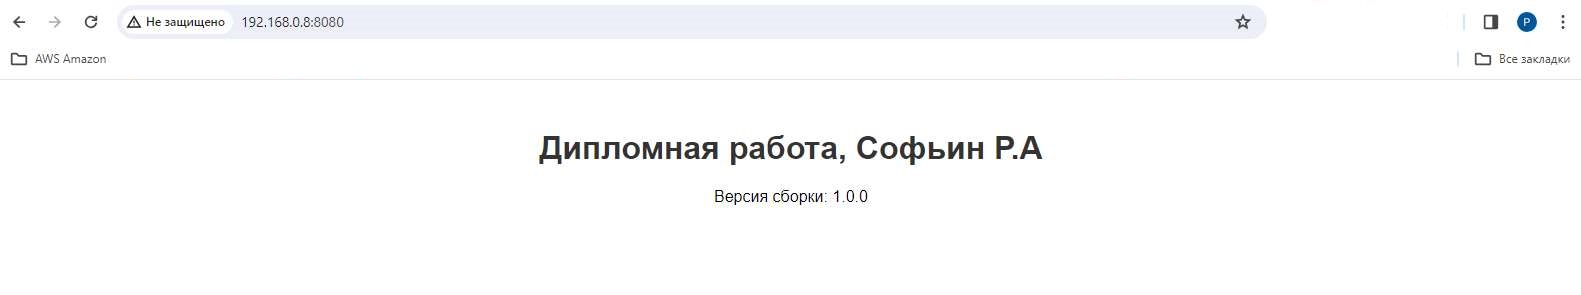 Не защищено 192.168.0.8:8080
P
AWS Amazon
Все закладки
Дипломная работа, Софьин Р.А
Версия сборки: 1.0.0